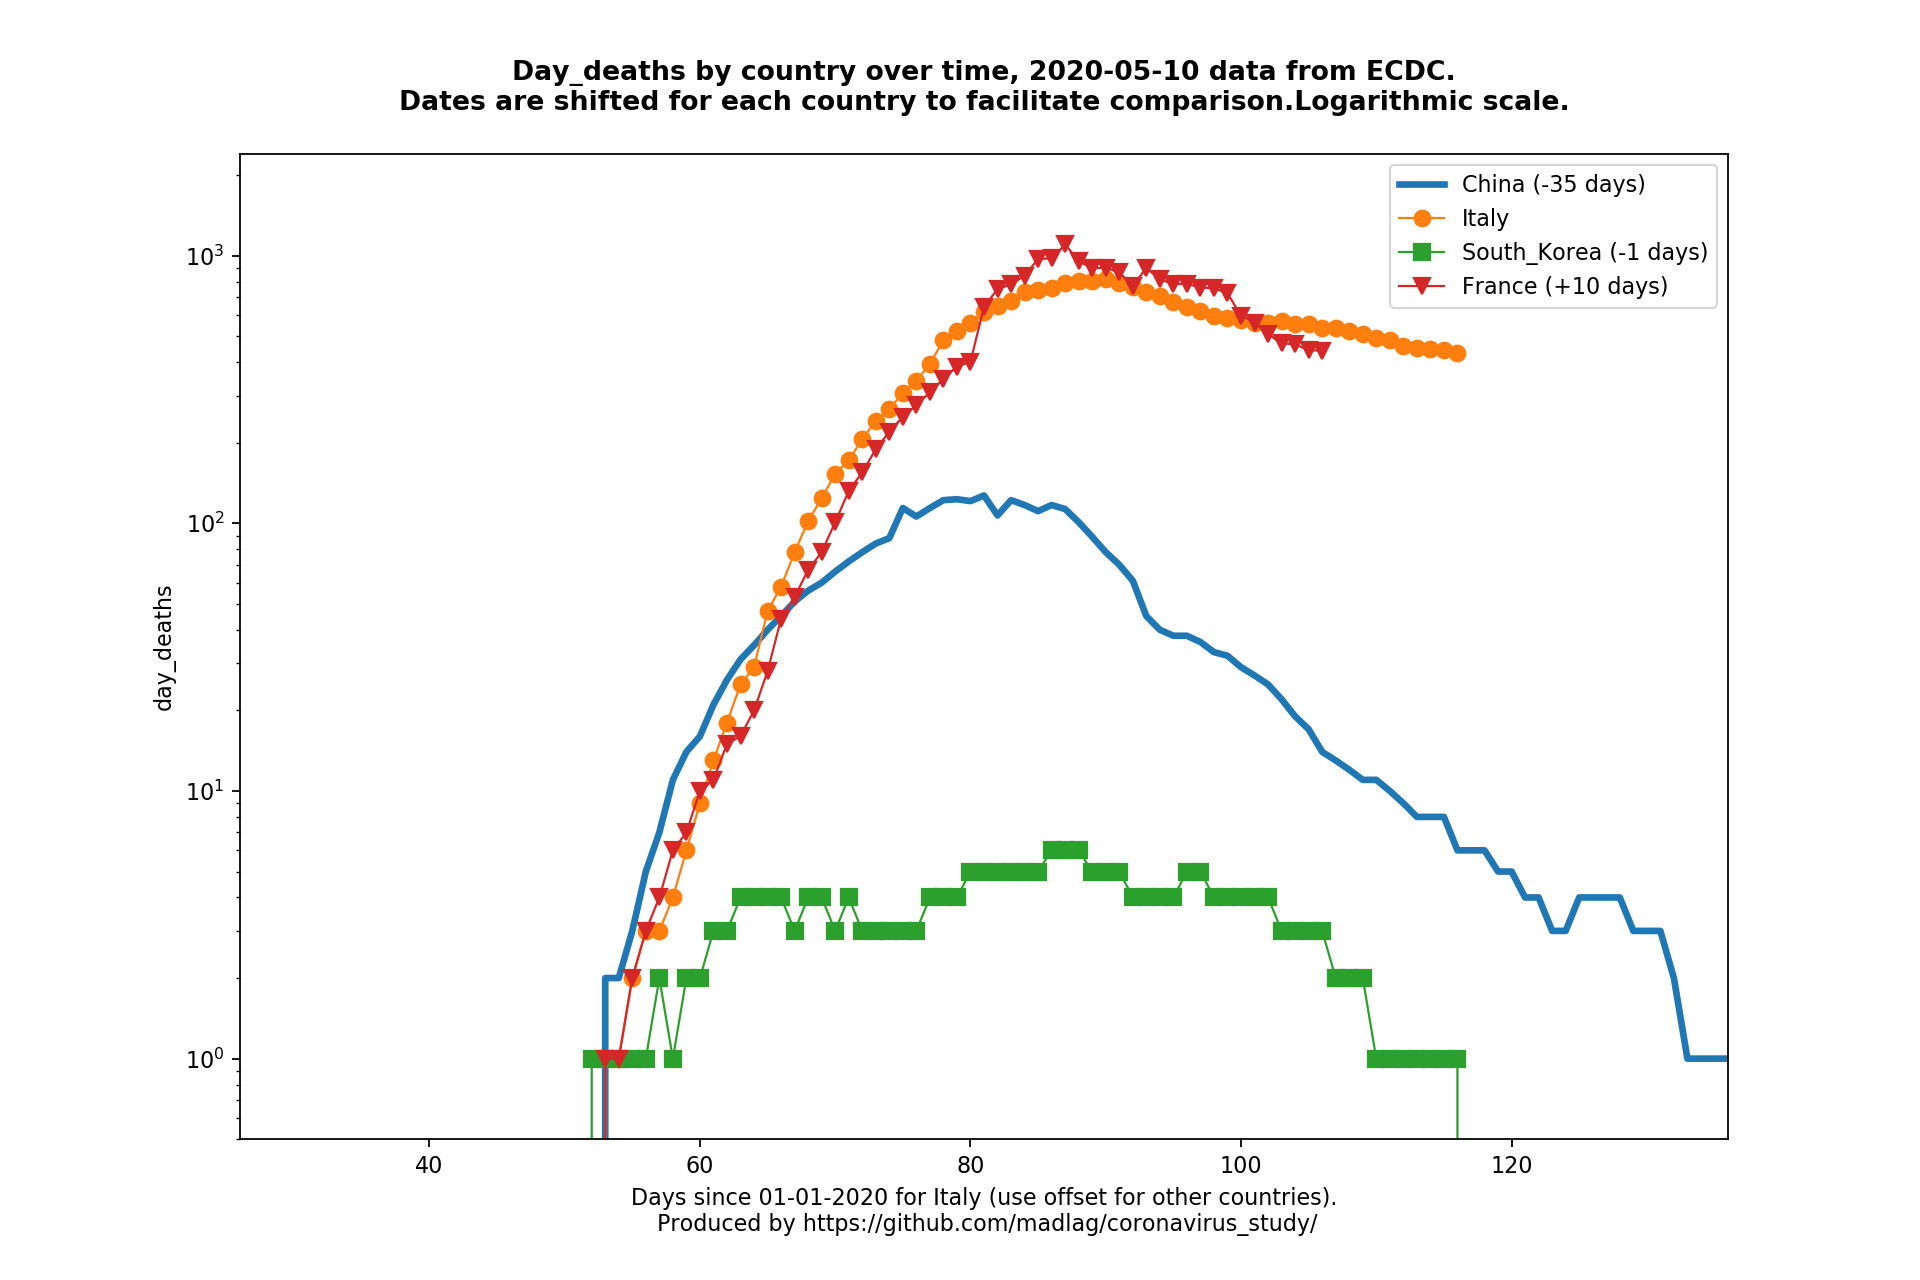 Day_deaths by country over time, 2020-05-10 data from ECDC.
Dates are shifted for each country to facilitate comparison.Logarithmic scale.
China (-35 days)
Italy
South_Korea (-1 days)
France (+10 days)
day_deaths
10³
10²
10¹
10⁰
40 60 80 100 120
Days since 01-01-2020 for Italy (use offset for other countries).
Produced by https://github.com/madlag/coronavirus_study/